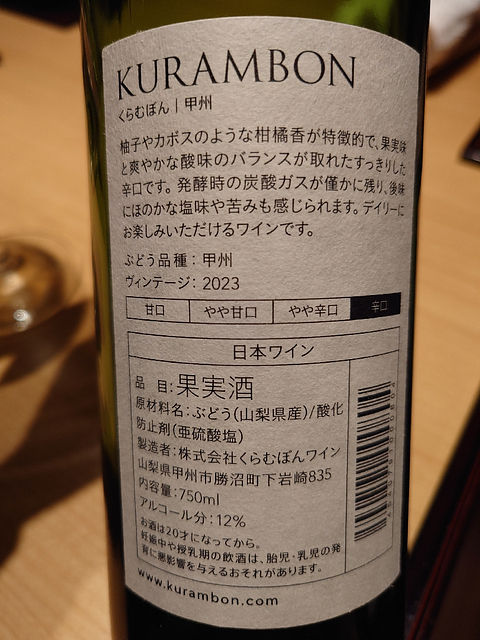 KURAMBON
くらむぼん | 甲州
柚子やカボスのような柑橘香が特徴的で、果実味
と爽やかな酸味のバランスが取れたすっきりした
辛口です。発酵時の炭酸ガスが僅かに残り、後味
にほのかな塩味や苦みも感じられます。デイリーに
お楽しみいただけるワインです。
ぶどう品種：甲州
ヴィンテージ：2023
甘口 やや甘口 やや辛口 辛口
日本ワイン
品 目：果実酒
原材料名：ぶどう(山梨県産)/酸化
防止剤(亜硫酸塩)
製造者：株式会社くらむぼんワイン
山梨県甲州市勝沼町下岩崎835
内容量：750ml
アルコール分：12%
お酒は20才になってから。
妊娠中や授乳期の飲酒は、胎児・乳児の発
育に悪影響を与えるおそれがあります。
www.kurambon.com